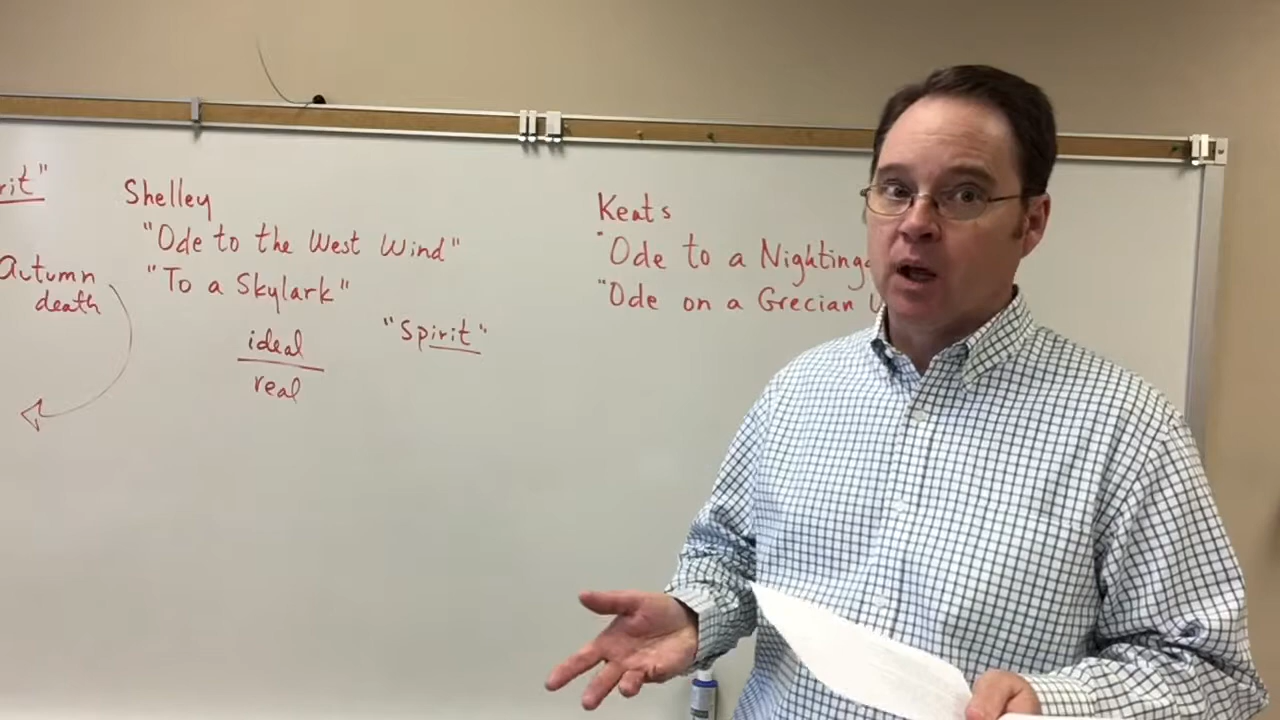 rit"
Autumn
death
Shelley
"Ode to the West Wind"
"To a Skylark"
ideal
real
"Spirit"
Keats
"Ode to a Nightinga
"Ode on a Grecian U